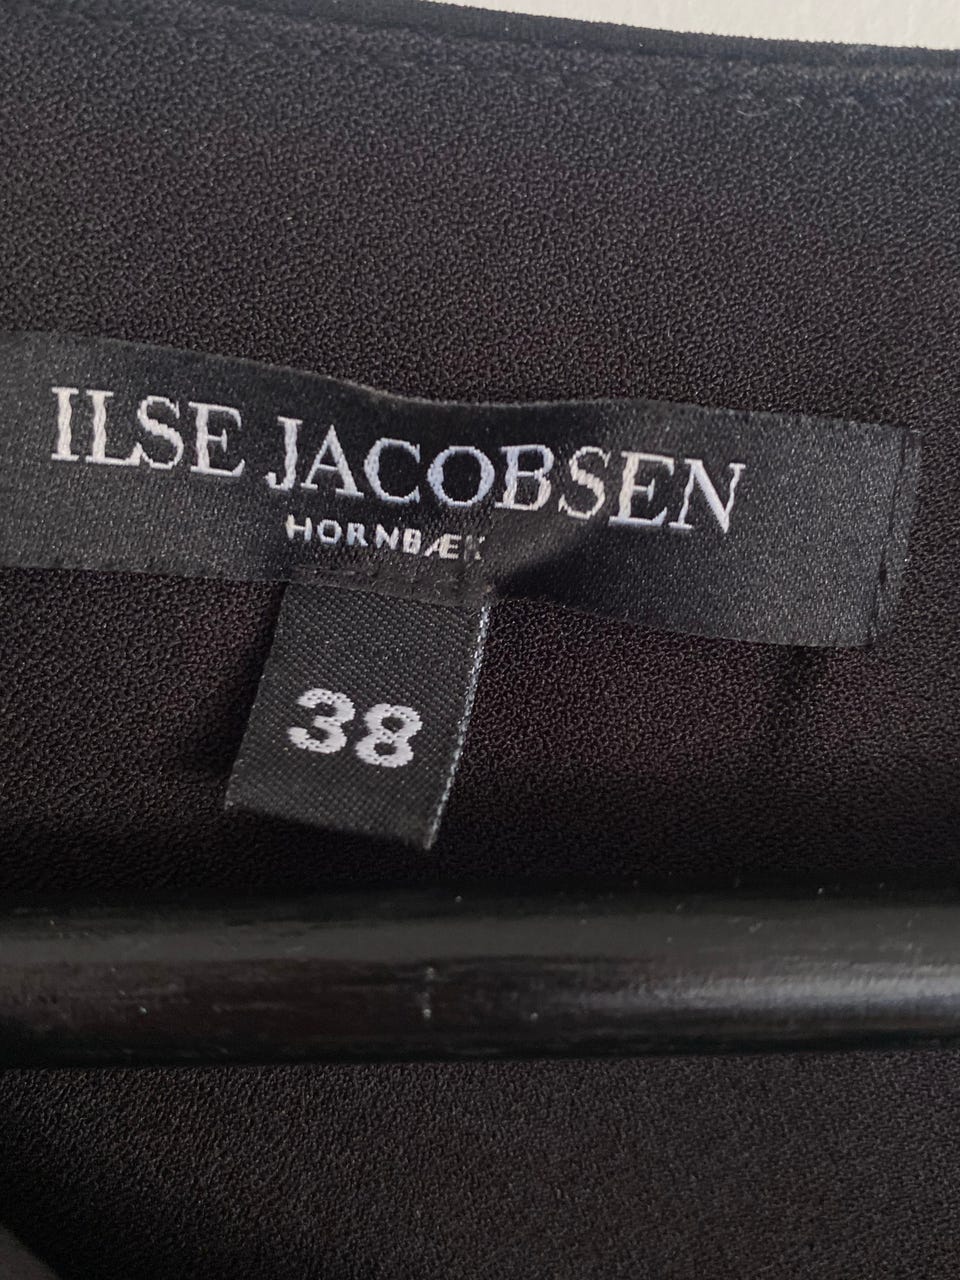 ILSE JACOBSEN
HORNBÆK
38